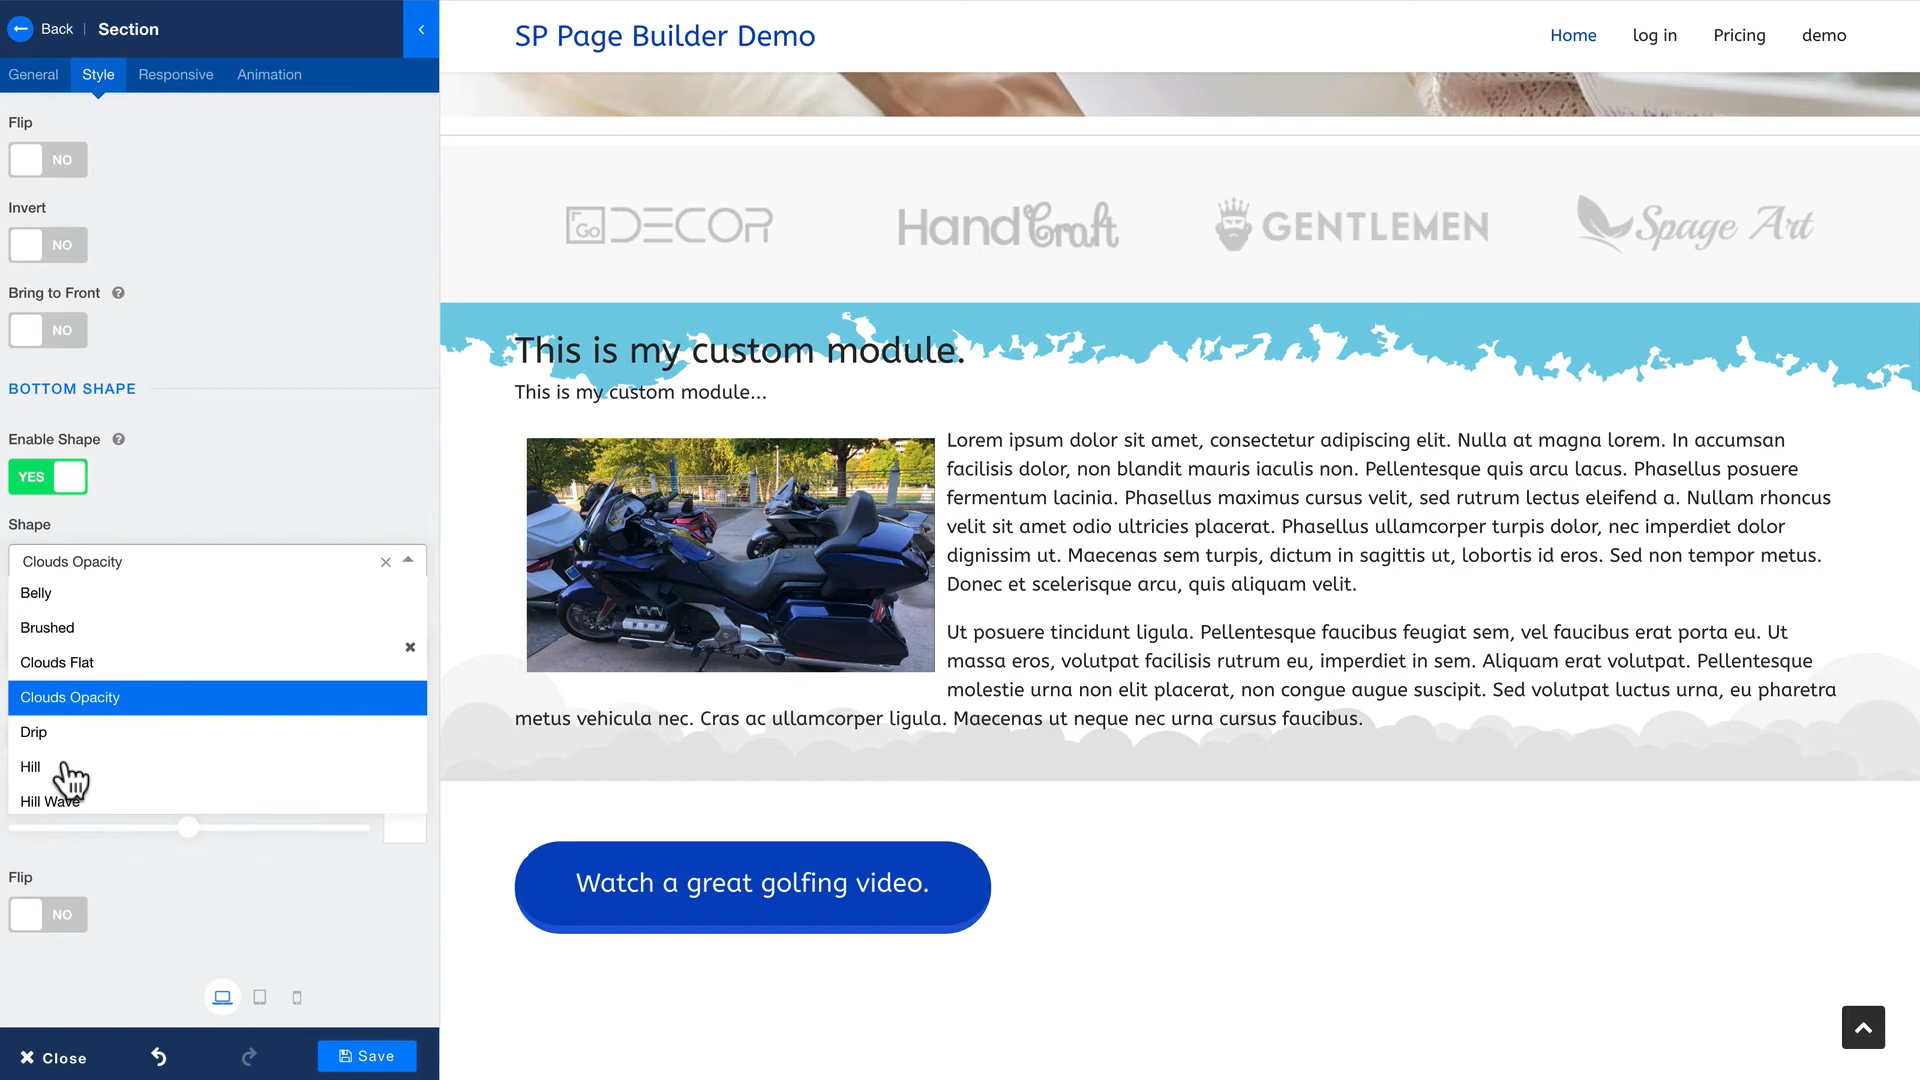 Back | Section
General Style Responsive Animation
Flip
NO
Invert
NO
Bring to Front ?
NO
BOTTOM SHAPE
Enable Shape ?
YES
Shape
Clouds Opacity
Belly
Brushed
Clouds Flat
Clouds Opacity
Drip
Hill
Hill Wave
Flip
NO
Close
Save
SP Page Builder Demo
Home log in Pricing demo
Go DECOR
HandCraft
GENTLEMEN
Spage Art
This is my custom module.
This is my custom module...
Lorem ipsum dolor sit amet, consectetur adipiscing elit. Nulla at magna lorem. In accumsan
facilisis dolor, non blandit mauris iaculis non. Pellentesque quis arcu lacus. Phasellus posuere
fermentum lacinia. Phasellus maximus cursus velit, sed rutrum lectus eleifend a. Nullam rhoncus
velit sit amet odio ultricies placerat. Phasellus ullamcorper turpis dolor, nec imperdiet dolor
dignissim ut. Maecenas sem turpis, dictum in sagittis ut, lobortis id eros. Sed non tempor metus.
Donec et scelerisque arcu, quis aliquam velit.
Ut posuere tincidunt ligula. Pellentesque faucibus feugiat sem, vel faucibus erat porta eu. Ut
massa eros, volutpat facilisis rutrum eu, imperdiet in sem. Aliquam erat volutpat. Pellentesque
molestie urna non elit placerat, non congue augue suscipit. Sed volutpat luctus urna, eu pharetra
metus vehicula nec. Cras ac ullamcorper ligula. Maecenas ut neque nec urna cursus faucibus.
Watch a great golfing video.